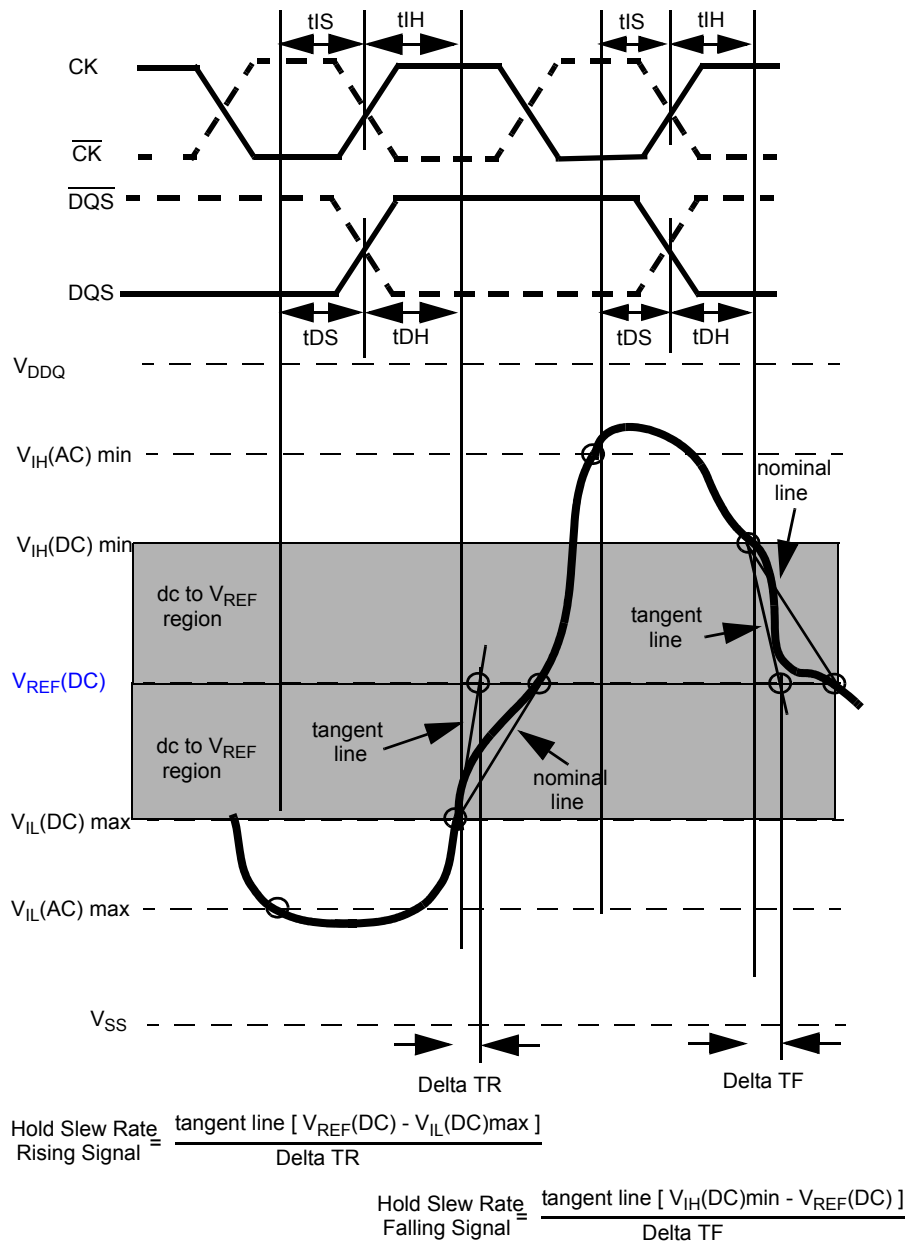 tIS tIH tIS tIH
CK
CK
DQS
DQS
tDS tDH tDS tDH
VDDQ
VIH(AC) min
nominal
line
VIH(DC) min
dc to VREF
region
tangent
line
VREF(DC)
tangent
line
dc to VREF
region
nominal
line
VIL(DC) max
VIL(AC) max
VSS
Delta TR Delta TF
Hold Slew Rate
Rising Signal = tangent line [ VREF(DC) - VIL(DC)max ]
Delta TR
Hold Slew Rate
Falling Signal = tangent line [ VIH(DC)min - VREF(DC) ]
Delta TF